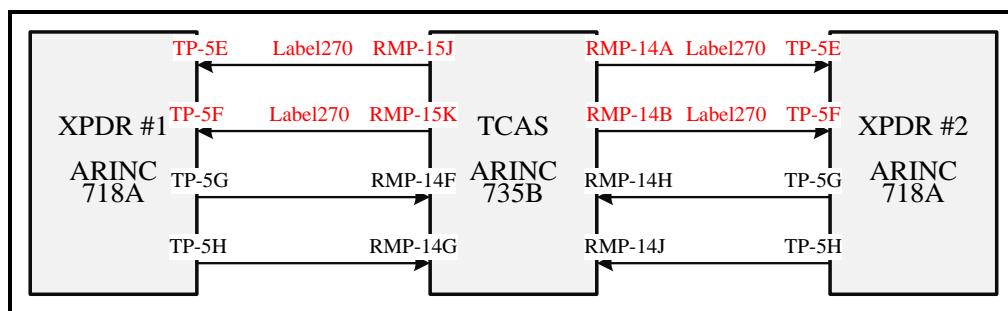 TP-5E Label270 RMP-15J RMP-14A Label270 TP-5E
TP-5F Label270 RMP-15K RMP-14B Label270 TP-5F
XPDR #1 TCAS XPDR #2
ARINC ARINC ARINC
718A 735B 718A
TP-5G RMP-14F RMP-14H TP-5G
TP-5H RMP-14G RMP-14J TP-5H